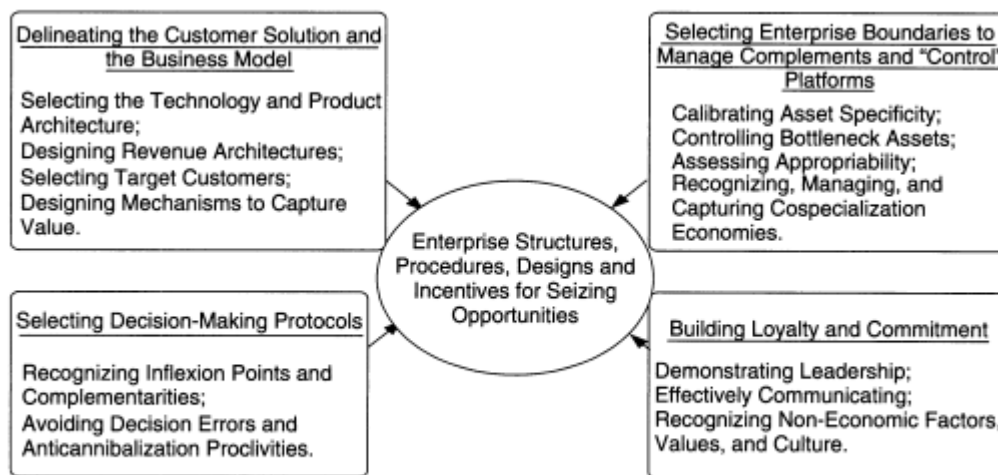 Delineating the Customer Solution and
the Business Model
Selecting the Technology and Product
Architecture;
Designing Revenue Architectures;
Selecting Target Customers;
Designing Mechanisms to Capture
Value.
Selecting Enterprise Boundaries to
Manage Complements and "Control"
Platforms
Calibrating Asset Specificity;
Controlling Bottleneck Assets;
Assessing Appropriability;
Recognizing, Managing, and
Capturing Cospecialization
Economies.
Enterprise Structures,
Procedures, Designs and
Incentives for Seizing
Opportunities
Selecting Decision-Making Protocols
Recognizing Inflexion Points and
Complementarities;
Avoiding Decision Errors and
Anticannibalization Proclivities.
Building Loyalty and Commitment
Demonstrating Leadership;
Effectively Communicating;
Recognizing Non-Economic Factors,
Values, and Culture.